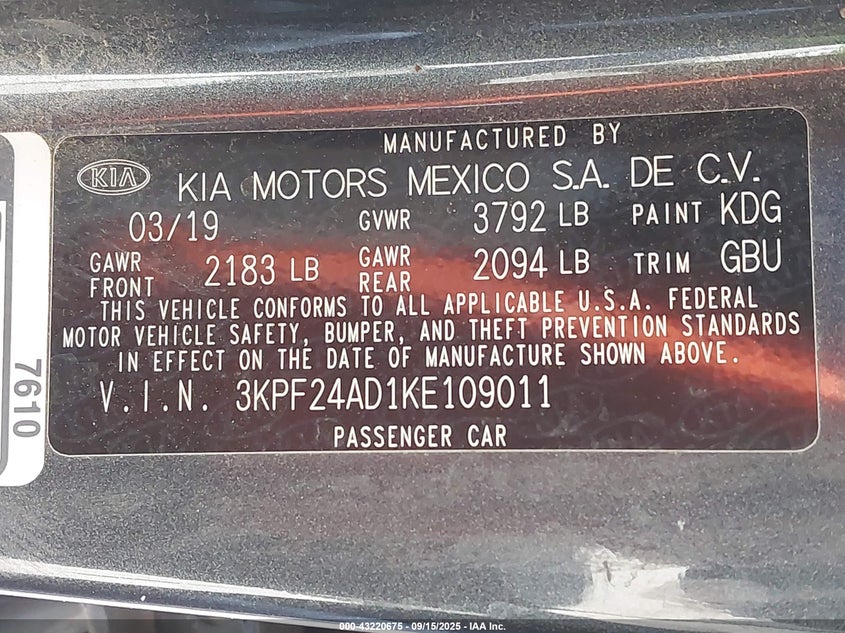 MANUFACTURED BY
KIA KIA MOTORS MEXICO S.A. DE C.V.
03/19 GVWR 3792 LB PAINT KDG
GAWR FRONT 2183 LB GAWR REAR 2094 LB TRIM GBU
THIS VEHICLE CONFORMS TO ALL APPLICABLE U.S.A. FEDERAL
MOTOR VEHICLE SAFETY, BUMPER, AND THEFT PREVENTION STANDARDS
IN EFFECT ON THE DATE OF MANUFACTURE SHOWN ABOVE.
V.I.N. 3KPF24AD1KE109011
PASSENGER CAR
7610
000-43220675 - 09/15/2025 - IAA Inc.